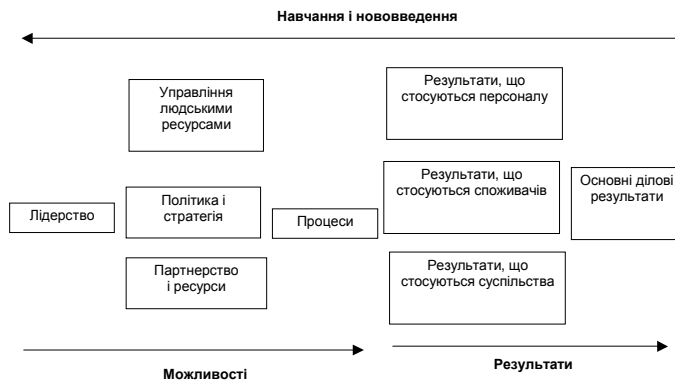 Навчання і нововведення
Управління
людськими
ресурсами
Результати, що
стосуються персоналу
Лідерство
Політика і
стратегія
Процеси
Результати, що
стосуються споживачів
Основні ділові
результати
Партнерство
і ресурси
Результати, що
стосуються суспільства
Можливості
Результати